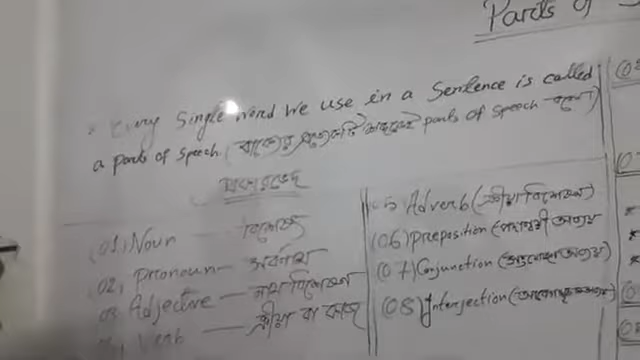 Parts of
Every Single word We use in a Sentence is called
a parts of speech (বাক্যের প্রত্যেকটি শব্দকেই parts of speech বলে)
প্রকারভেদ
(01) Noun — বিশেষ্য
(02) Pronoun — সর্বনাম
03 Adjective — নাম বিশেষণ
Verb — ক্রীয়া বা কাজ
05 Adverb (ক্রীয়া বিশেষণ)
(06) Preposition (পদান্বয়ী অব্যয়)
(07) Conjunction (অব্যয়)
(08) Interjection